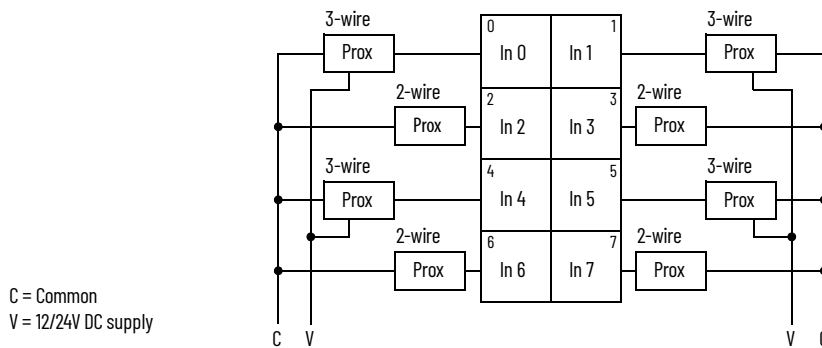 3-wire
3-wire
0
1
Prox
In 0
In 1
Prox
2-wire
2-wire
2
3
Prox
In 2
In 3
Prox
3-wire
3-wire
4
5
Prox
In 4
In 5
Prox
2-wire
2-wire
6
7
Prox
In 6
In 7
Prox
C = Common
V = 12/24V DC supply
C V
V